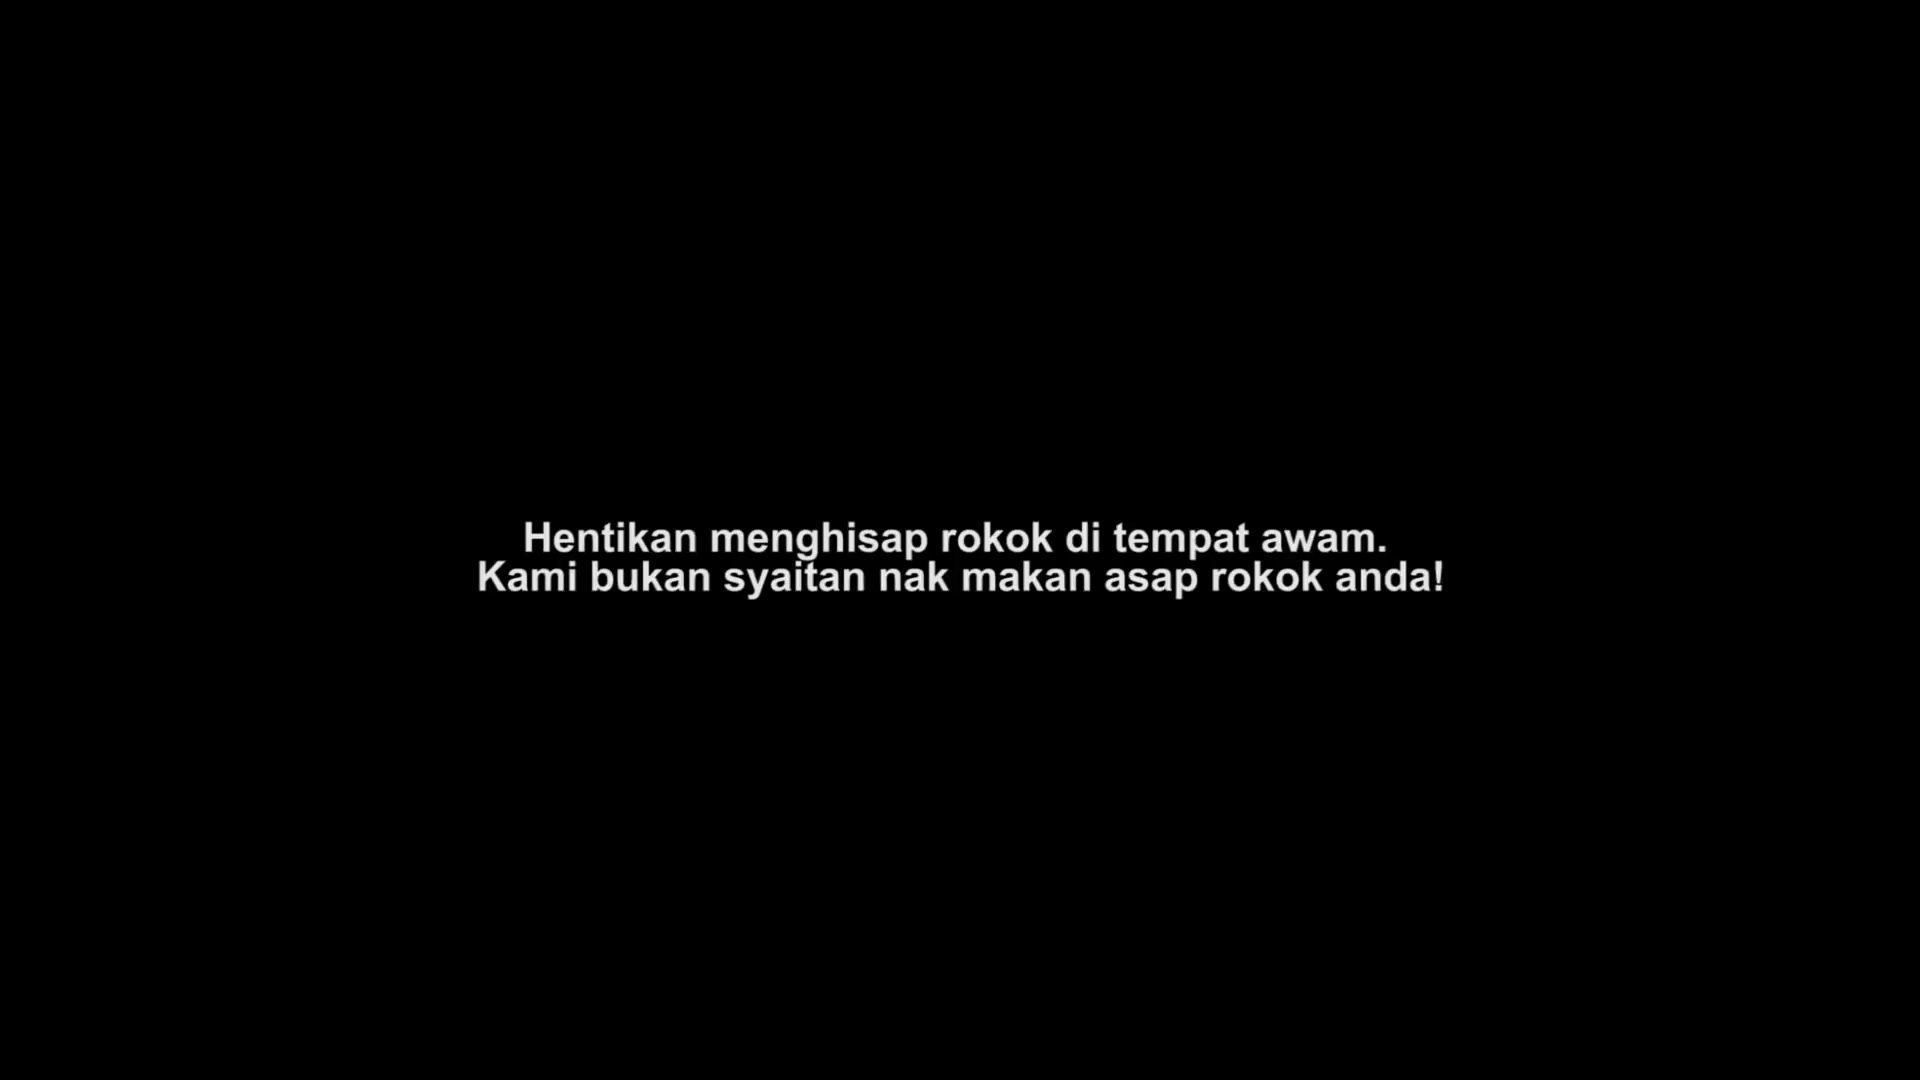 Hentikan menghisap rokok di tempat awam.
Kami bukan syaitan nak makan asap rokok anda!